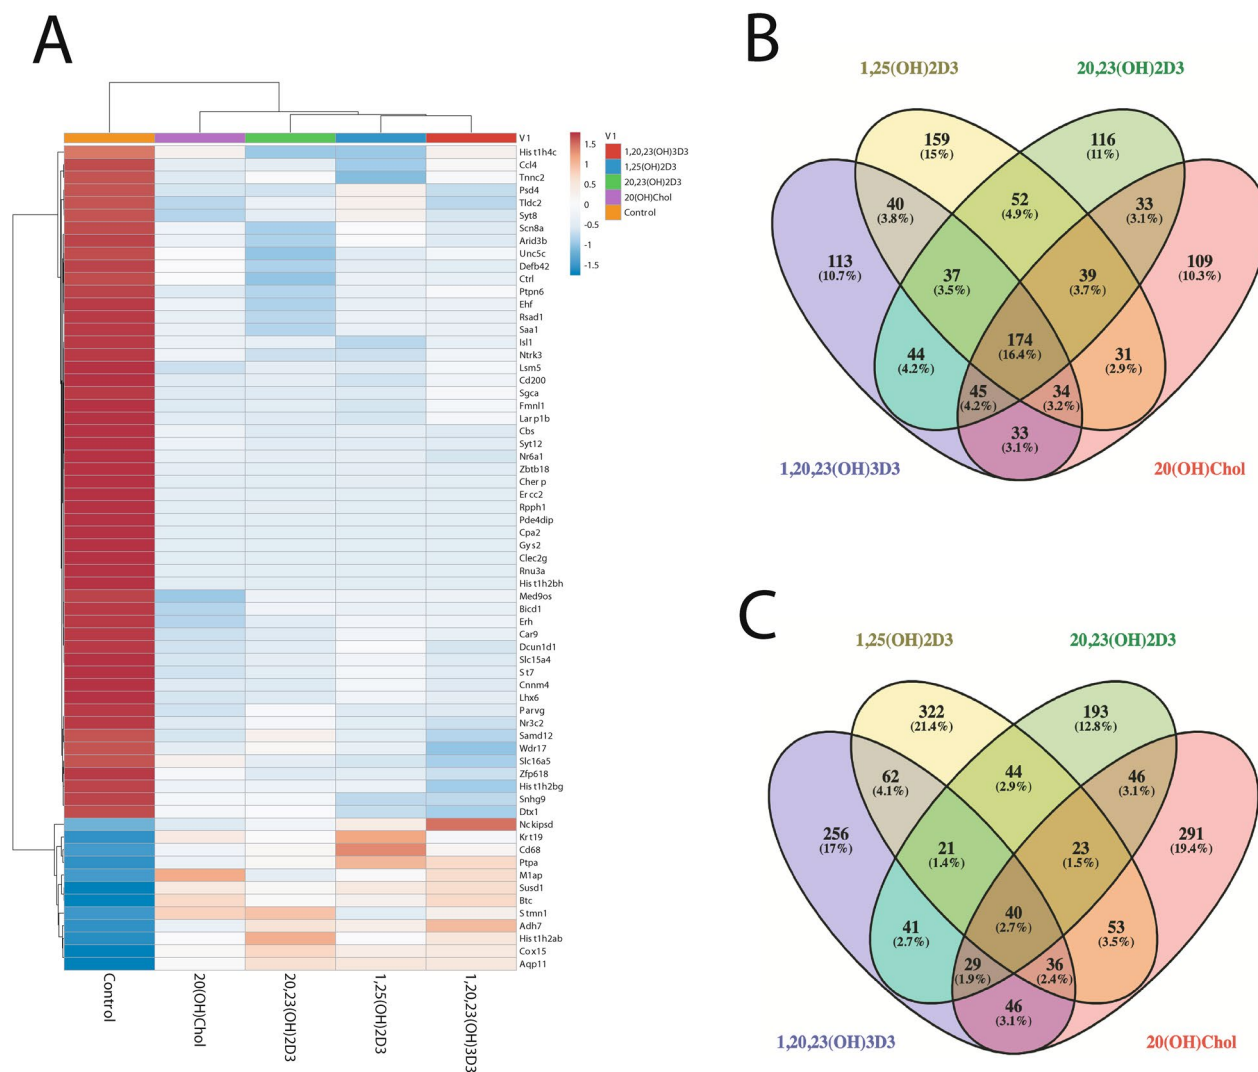 A
V1
1.5
1
0.5
0
-0.5
-1
-1.5
V1
1,20,23(OH)3D3
1,25(OH)2D3
20,23(OH)2D3
20(OH)Chol
Control
Hist1h4c
Ccl4
Tnnc2
Psd4
Tldc2
Syt8
Scn8a
Arid3b
Unc5c
Defb42
Ctrl
Ptpn6
Ehf
Rsad1
Saa1
Isl1
Ntrk3
Lsm5
Cd200
Sgca
Fmnl1
Larp1b
Cbs
Syt12
Nr6a1
Zbtb18
Cherp
Ercc2
Rpph1
Pde4dip
Cpa2
Gys2
Clec2g
Rnu3a
Hist1h2bh
Med9os
Bicd1
Erh
Car9
Dcun1d1
Slc15a4
St7
Cnnm4
Lhx6
Parvg
Nr3c2
Samd12
Wdr17
Slc16a5
Zfp618
Hist1h2bg
Snhg9
Dtx1
Nckipsd
Krt19
Cd68
Ptpa
M1ap
Susd1
Btc
Stmn1
Adh7
Hist1h2ab
Cox15
Aqp11
Control
20(OH)Chol
20,23(OH)2D3
1,25(OH)2D3
1,20,23(OH)3D3
B
1,25(OH)2D3
20,23(OH)2D3
159
(15%)
116
(11%)
40
(3.8%)
52
(4.9%)
33
(3.1%)
113
(10.7%)
37
(3.5%)
39
(3.7%)
109
(10.3%)
174
(16.4%)
44
(4.2%)
31
(2.9%)
45
(4.2%)
34
(3.2%)
33
(3.1%)
1,20,23(OH)3D3
20(OH)Chol
C
1,25(OH)2D3
20,23(OH)2D3
322
(21.4%)
193
(12.8%)
62
(4.1%)
44
(2.9%)
46
(3.1%)
256
(17%)
21
(1.4%)
23
(1.5%)
291
(19.4%)
40
(2.7%)
41
(2.7%)
53
(3.5%)
29
(1.9%)
36
(2.4%)
46
(3.1%)
1,20,23(OH)3D3
20(OH)Chol